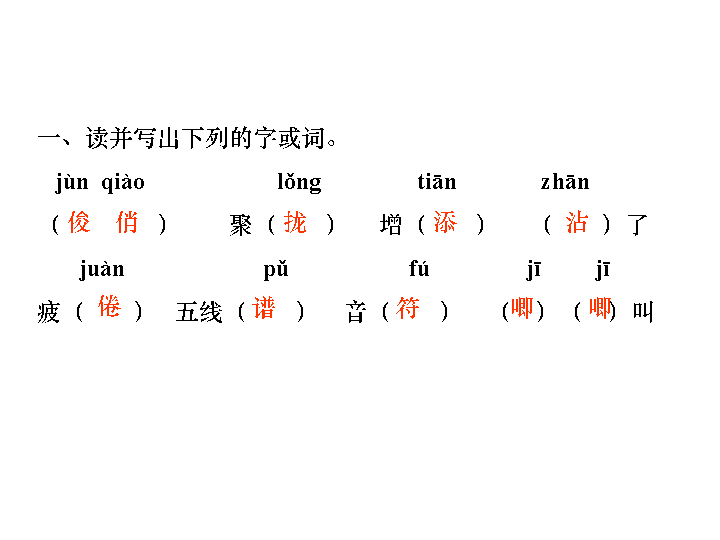 一、读并写出下列的字或词。
jùn qiào lǒng tiān zhān
（俊 俏） 聚（拢） 增（添） （沾）了
juàn pǔ fú jī jī
疲（倦） 五线（谱） 音（符） （唧）（唧）叫